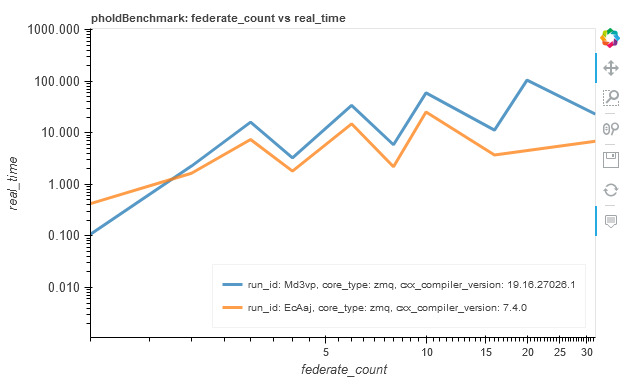 pholdBenchmark: federate_count vs real_time
1000.000
100.000
10.000
1.000
0.100
0.010
real_time
run_id: Md3vp, core_type: zmq, cxx_compiler_version: 19.16.27026.1
run_id: EcAaj, core_type: zmq, cxx_compiler_version: 7.4.0
5
10
15
20
25
30
federate_count